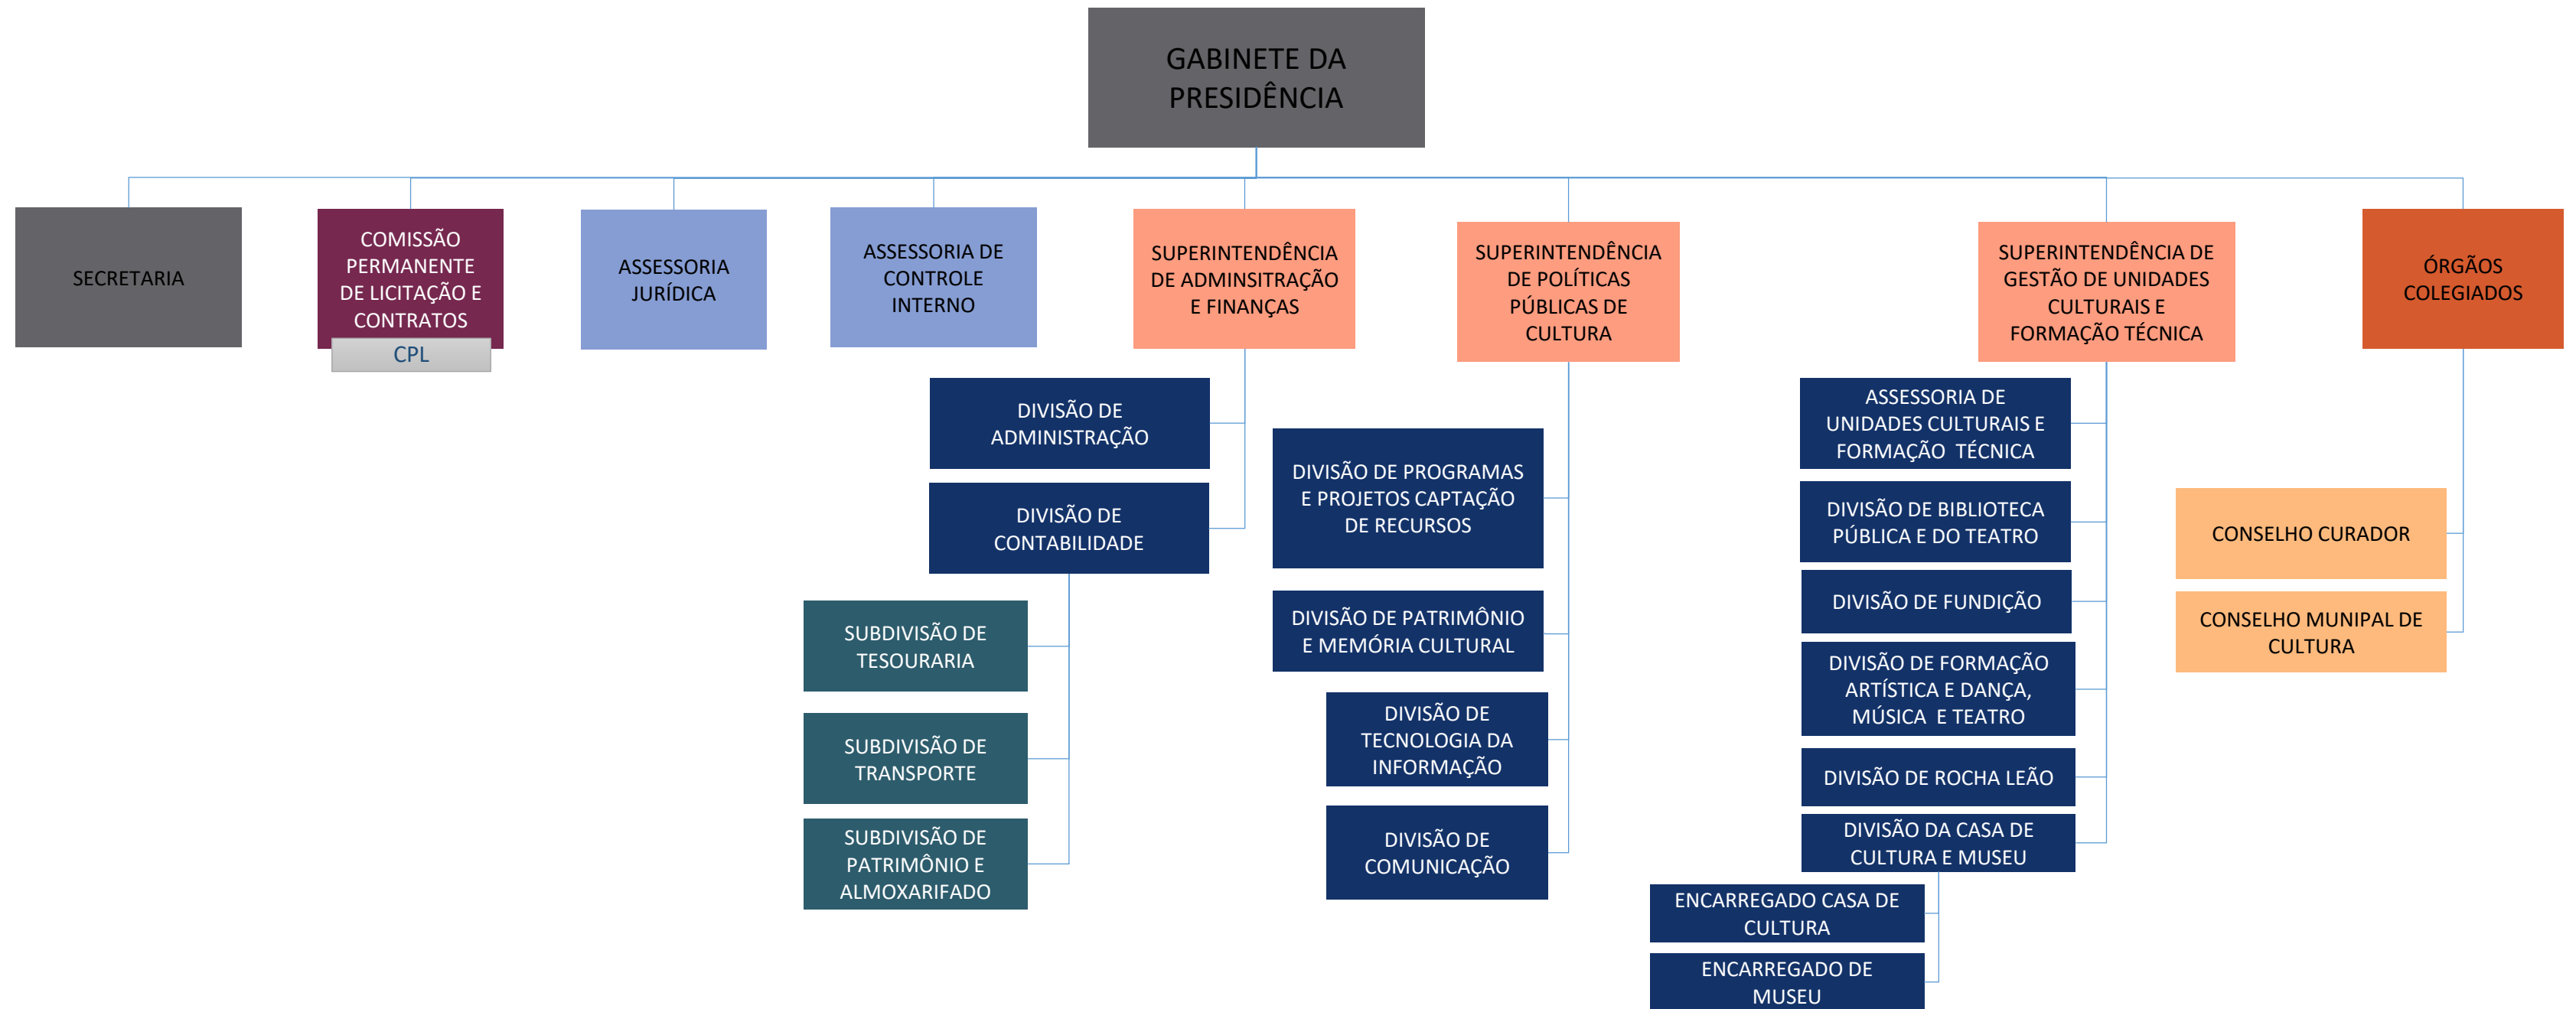 GABINETE DA
PRESIDÊNCIA
SECRETARIA
COMISSÃO
PERMANENTE
DE LICITAÇÃO E
CONTRATOS
CPL
ASSESSORIA
JURÍDICA
ASSESSORIA DE
CONTROLE
INTERNO
SUPERINTENDÊNCIA
DE ADMINSITRAÇÃO
E FINANÇAS
SUPERINTENDÊNCIA
DE POLÍTICAS
PÚBLICAS DE
CULTURA
SUPERINTENDÊNCIA DE
GESTÃO DE UNIDADES
CULTURAIS E
FORMAÇÃO TÉCNICA
ÓRGÃOS
COLEGIADOS
DIVISÃO DE
ADMINISTRAÇÃO
DIVISÃO DE
CONTABILIDADE
SUBDIVISÃO DE
TESOURARIA
SUBDIVISÃO DE
TRANSPORTE
SUBDIVISÃO DE
PATRIMÔNIO E
ALMOXARIFADO
DIVISÃO DE PROGRAMAS
E PROJETOS CAPTAÇÃO
DE RECURSOS
DIVISÃO DE PATRIMÔNIO
E MEMÓRIA CULTURAL
DIVISÃO DE
TECNOLOGIA DA
INFORMAÇÃO
DIVISÃO DE
COMUNICAÇÃO
ASSESSORIA DE
UNIDADES CULTURAIS E
FORMAÇÃO TÉCNICA
DIVISÃO DE BIBLIOTECA
PÚBLICA E DO TEATRO
DIVISÃO DE FUNDIÇÃO
DIVISÃO DE FORMAÇÃO
ARTÍSTICA E DANÇA,
MÚSICA E TEATRO
DIVISÃO DE ROCHA LEÃO
DIVISÃO DA CASA DE
CULTURA E MUSEU
ENCARREGADO CASA DE
CULTURA
ENCARREGADO DE
MUSEU
CONSELHO CURADOR
CONSELHO MUNIPAL DE
CULTURA